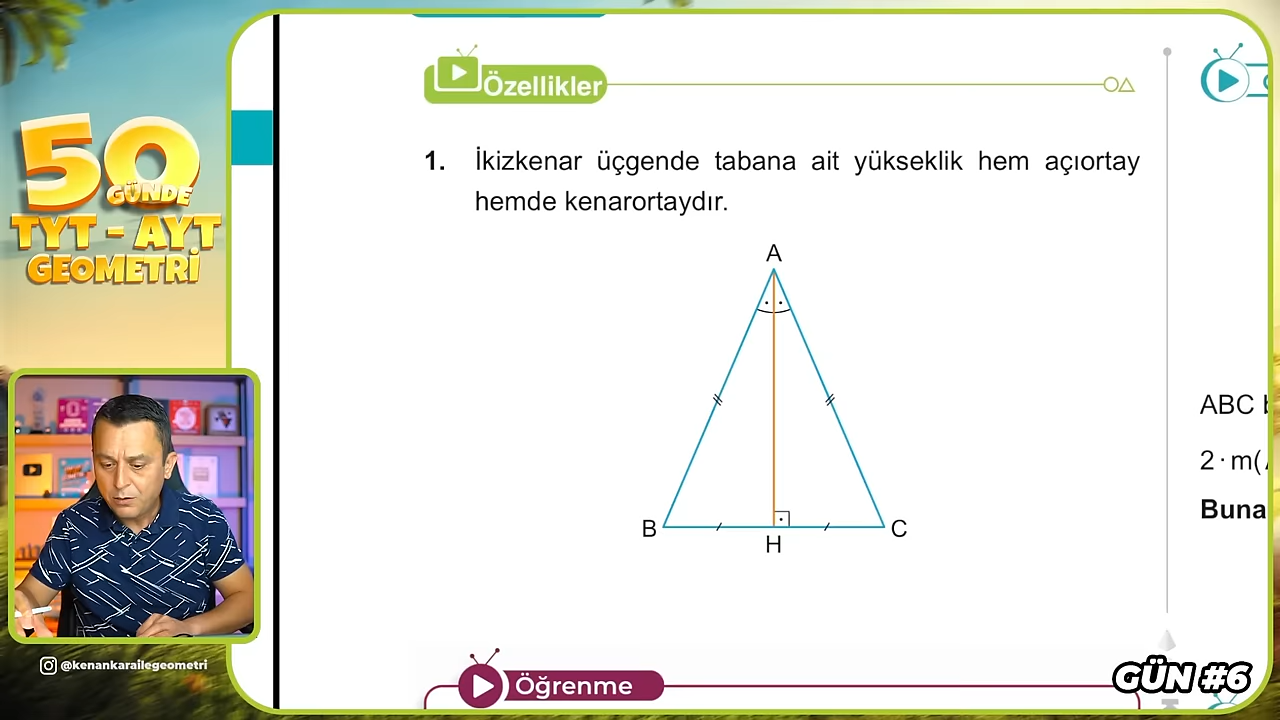 50
GÜNDE
TYT - AYT
GEOMETRİ
@kenankarailegeometri
Özellikler
1. İkizkenar üçgende tabana ait yükseklik hem açıortay
hemde kenarortaydır.
A
B
H
C
Öğrenme
ABC
2 · m(
Buna
GÜN #6